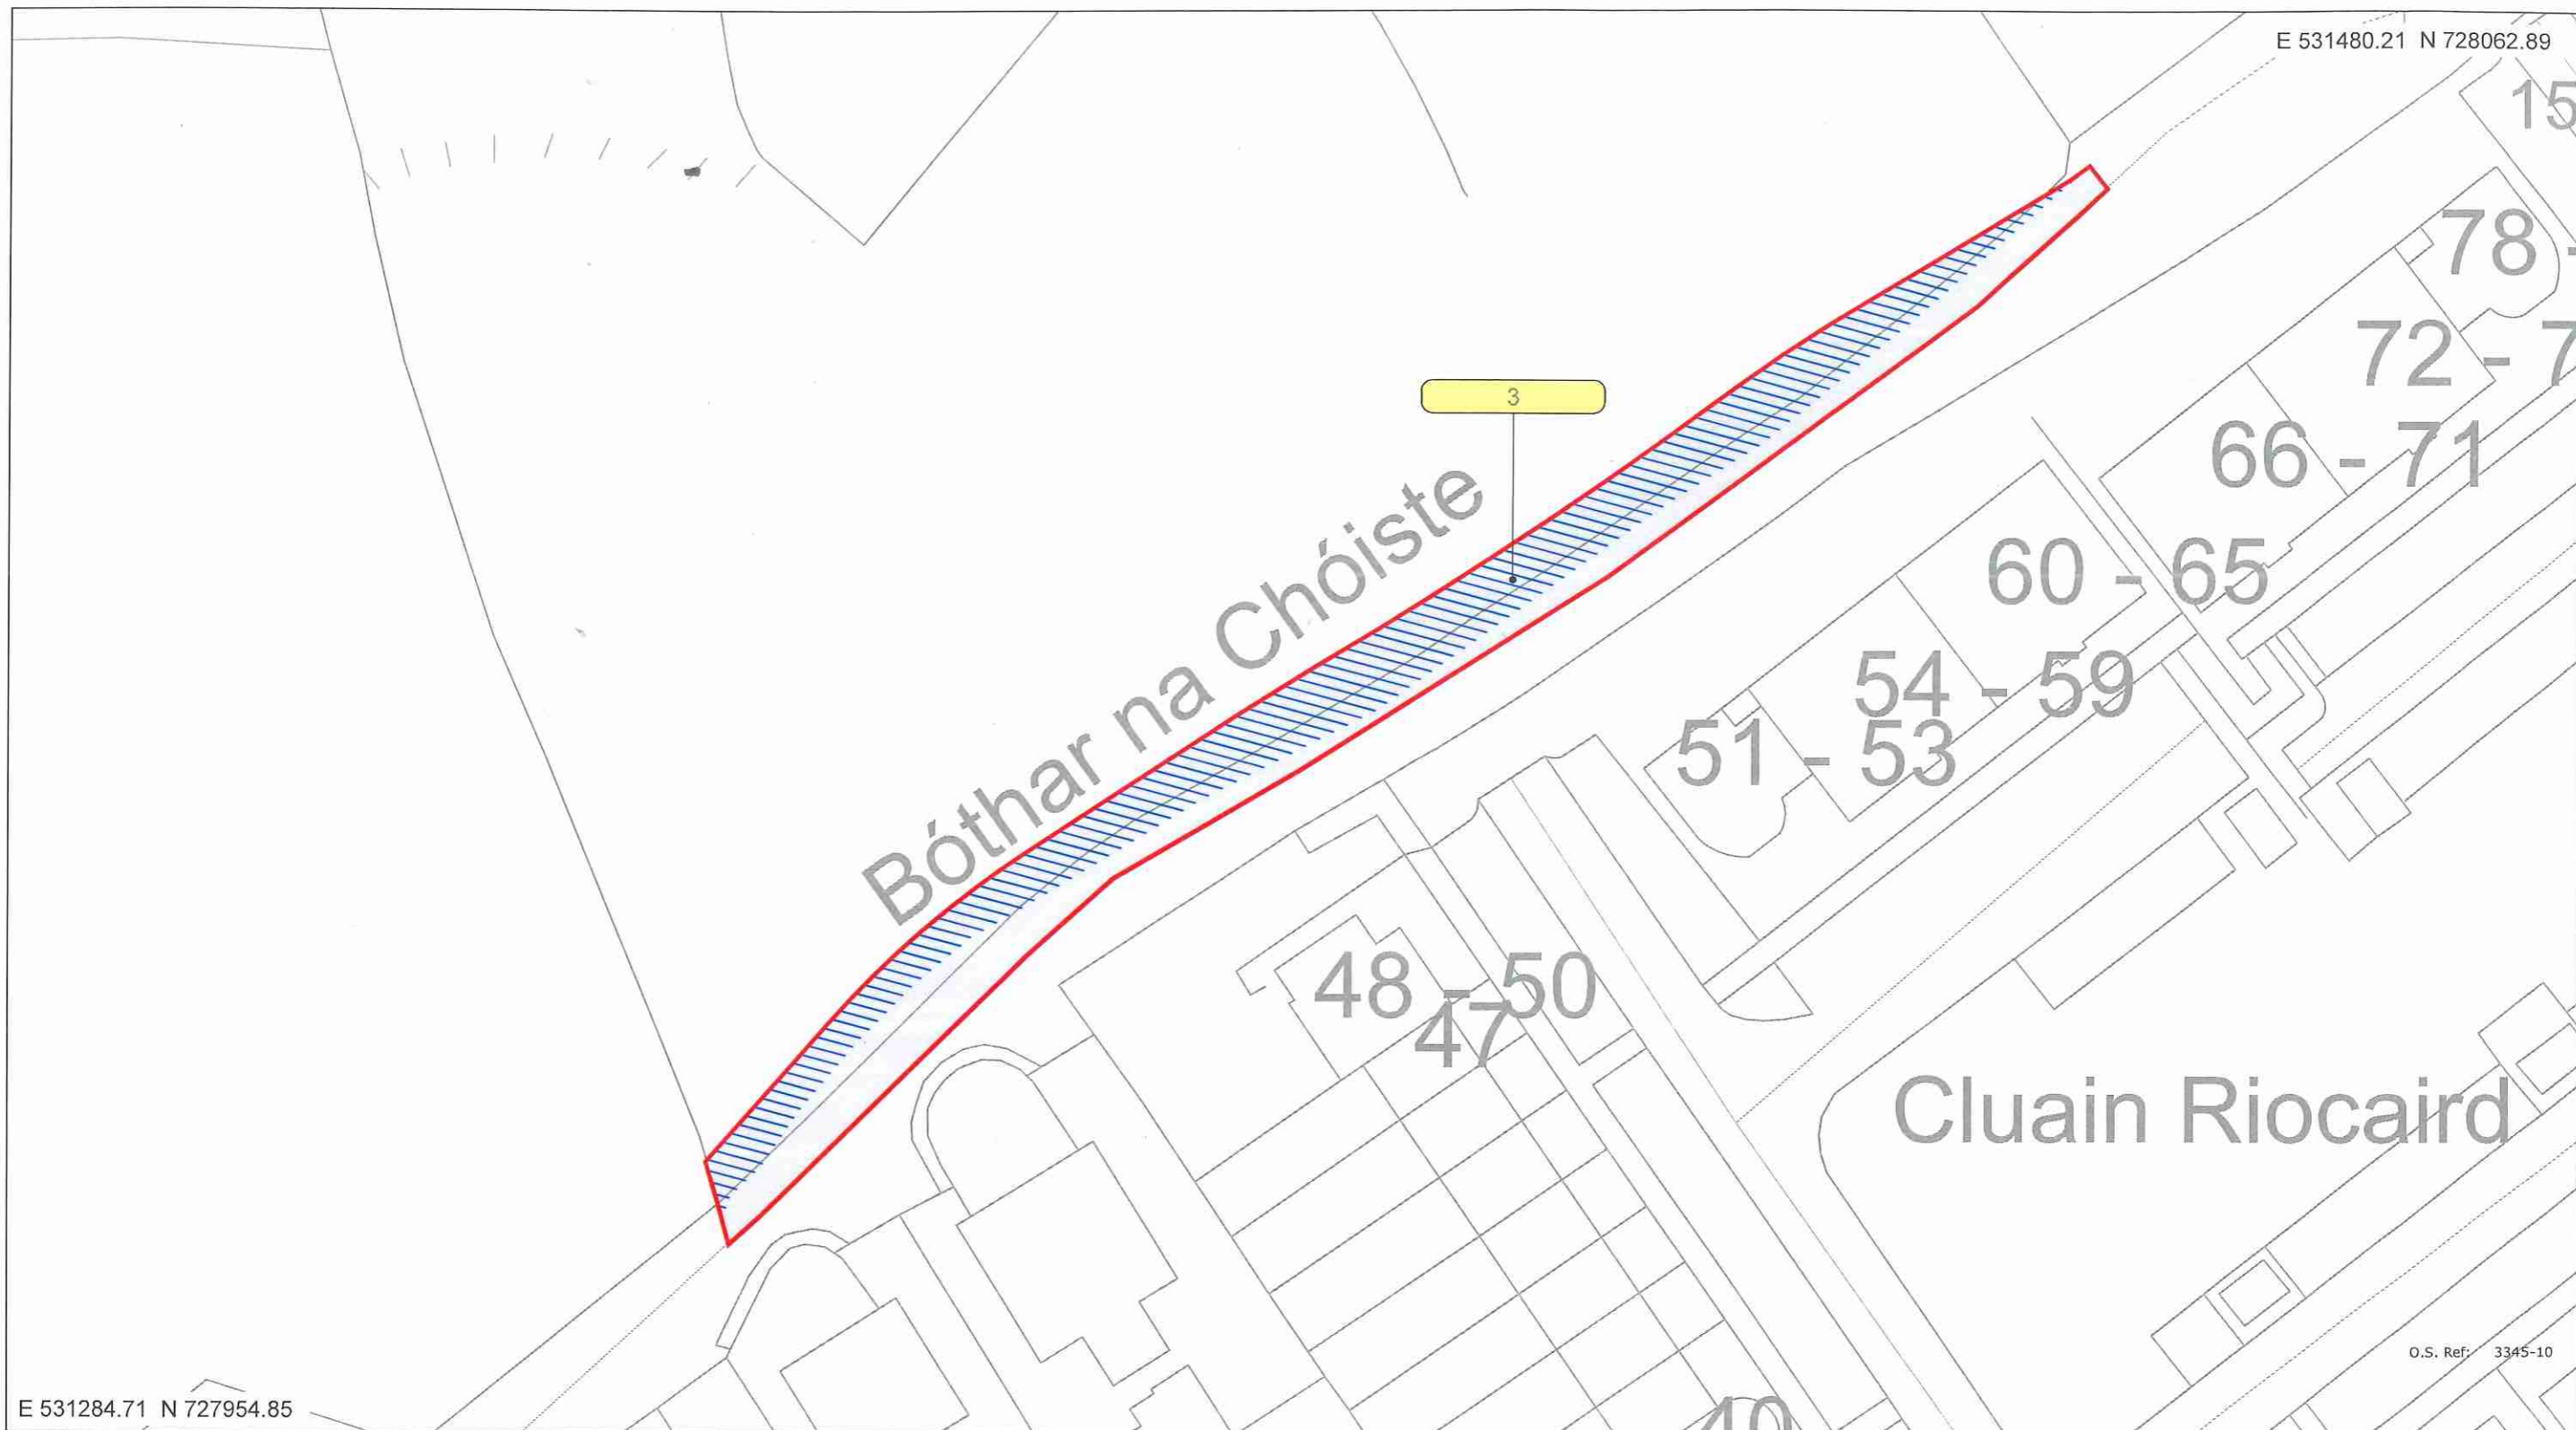 E 531480.21 N 728062.89
15
78 -
72 - 7
3
66 - 71
Bóthar na Chóiste
60 - 65
54 - 59
51 - 53
48 - 50
47
Cluain Riocaird
O.S. Ref: 3345-10
E 531284.71 N 727954.85